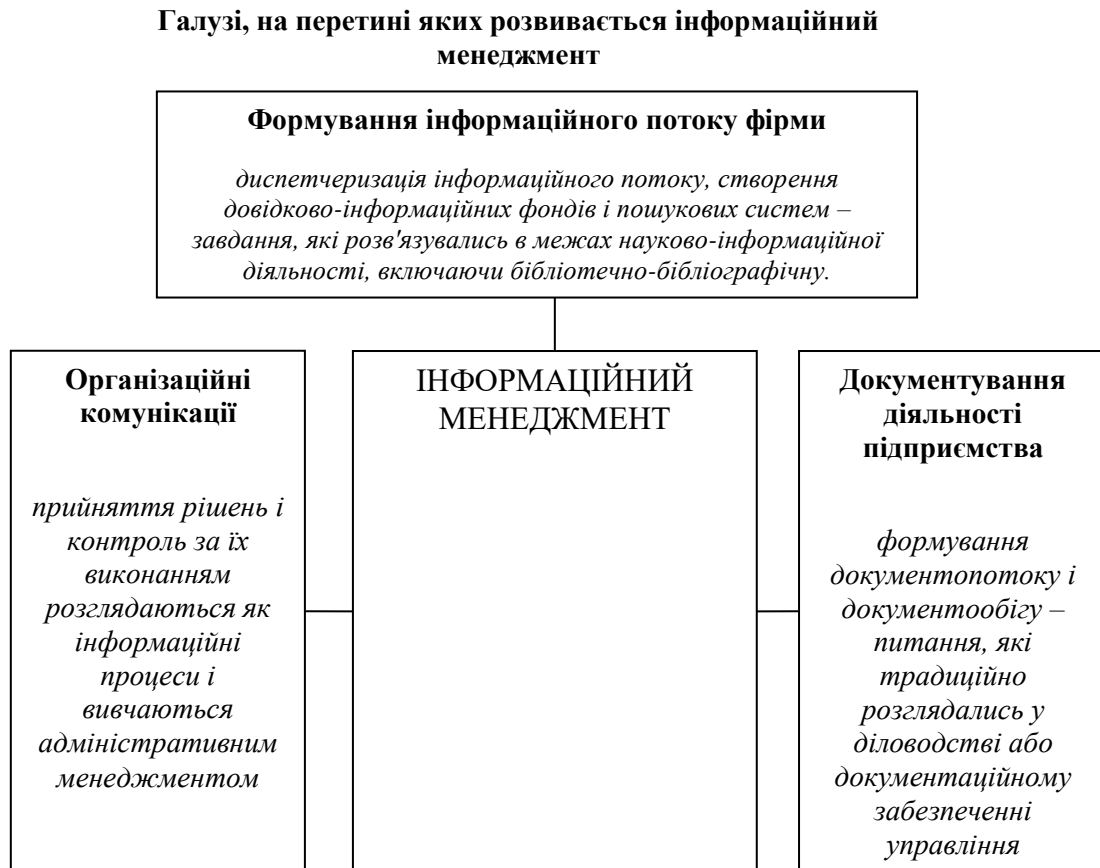 Галузі, на перетині яких розвивається інформаційний
менеджмент
Формування інформаційного потоку фірми
диспетчеризація інформаційного потоку, створення
довідково-інформаційних фондів і пошукових систем –
завдання, які розв'язувались в межах науково-інформаційної
діяльності, включаючи бібліотечно-бібліографічну.
Організаційні
комунікації
прийняття рішень і
контроль за їх
виконанням
розглядаються як
інформаційні
процеси і
вивчаються
адміністративним
менеджментом
ІНФОРМАЦІЙНИЙ
МЕНЕДЖМЕНТ
Документування
діяльності
підприємства
формування
документопотоку і
документообігу –
питання, які
традиційно
розглядались у
діловодстві або
документаційному
забезпеченні
управління